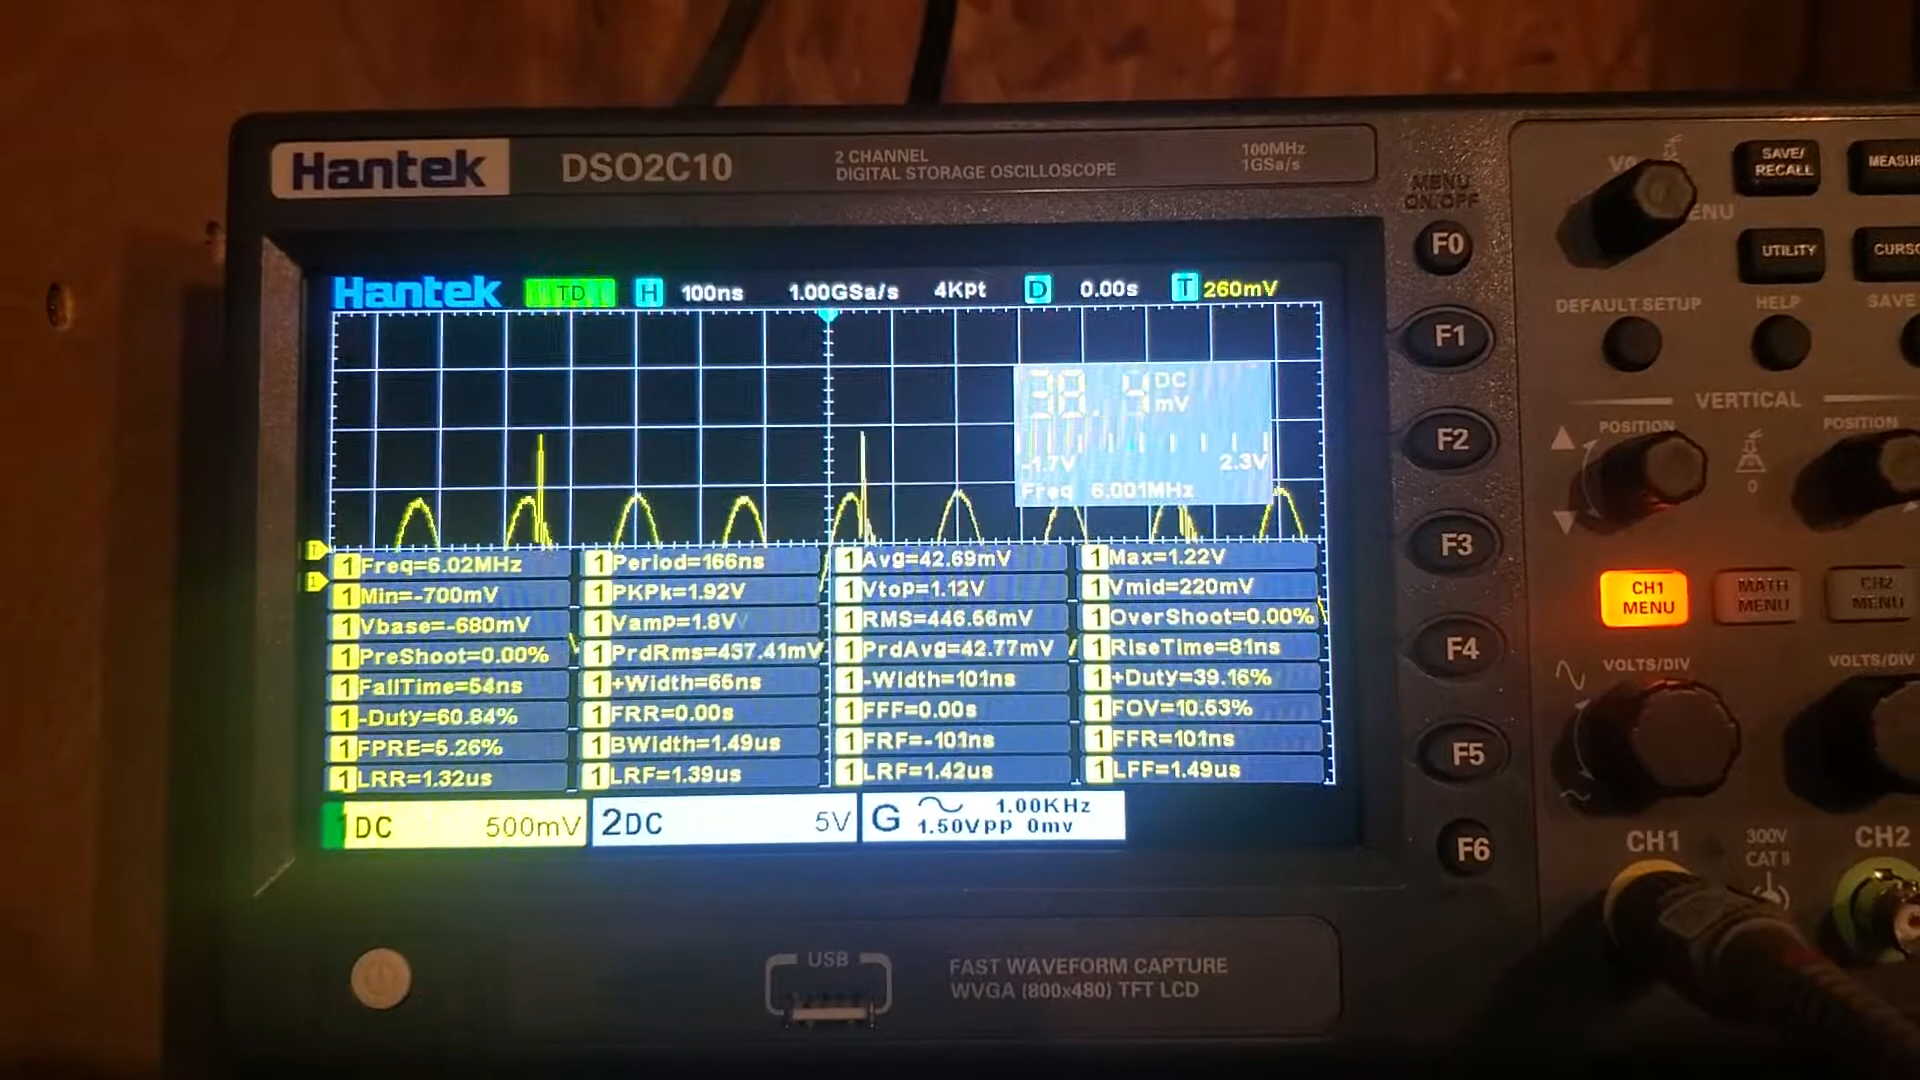 Hantek DSO2C10 2 CHANNEL 100MHz
DIGITAL STORAGE OSCILLOSCOPE 1GSa/s
MENU
ON/OFF
SAVE/
RECALL
UTILITY
DEFAULT SETUP HELP SAVE
F0
F1
F2
F3
F4
F5
F6
Hantek TD H 100ns 1.00GSa/s 4Kpt D 0.00s T 260mV
DC
mV
-1.7V 2.3V
Freq 6.001MHz
1 Freq=6.02MHz 1 Period=166ns 1 Avg=42.69mV 1 Max=1.22V
1 Min=-700mV 1 PKPk=1.92V 1 Vtop=1.12V 1 Vmid=220mV
1 Vbase=-680mV 1 Vamp=1.8V 1 RMS=446.56mV 1 OverShoot=0.00%
1 PreShoot=0.00% 1 PrdRms=457.41mV 1 PrdAvg=42.77mV 1 RiseTime=81ns
1 FallTime=54ns 1 +Width=65ns 1 -Width=101ns 1 +Duty=39.16%
1 -Duty=60.84% 1 FRR=0.00s 1 FFF=0.00s 1 FOV=10.53%
1 FPRE=5.26% 1 BWidth=1.49us 1 FRF=-101ns 1 FFR=101ns
1 LRR=1.32us 1 LRF=1.39us 1 LRF=1.42us 1 LFF=1.49us
1 DC 500mV 2 DC 5V G 1.00KHz
1.50Vpp 0mv
VERTICAL
POSITION POSITION
0
CH1
MENU
MATH
MENU
CH2
MENU
VOLTS/DIV VOLTS/DIV
CH1 300V
CAT II CH2
USB
FAST WAVEFORM CAPTURE
WVGA (800x480) TFT LCD